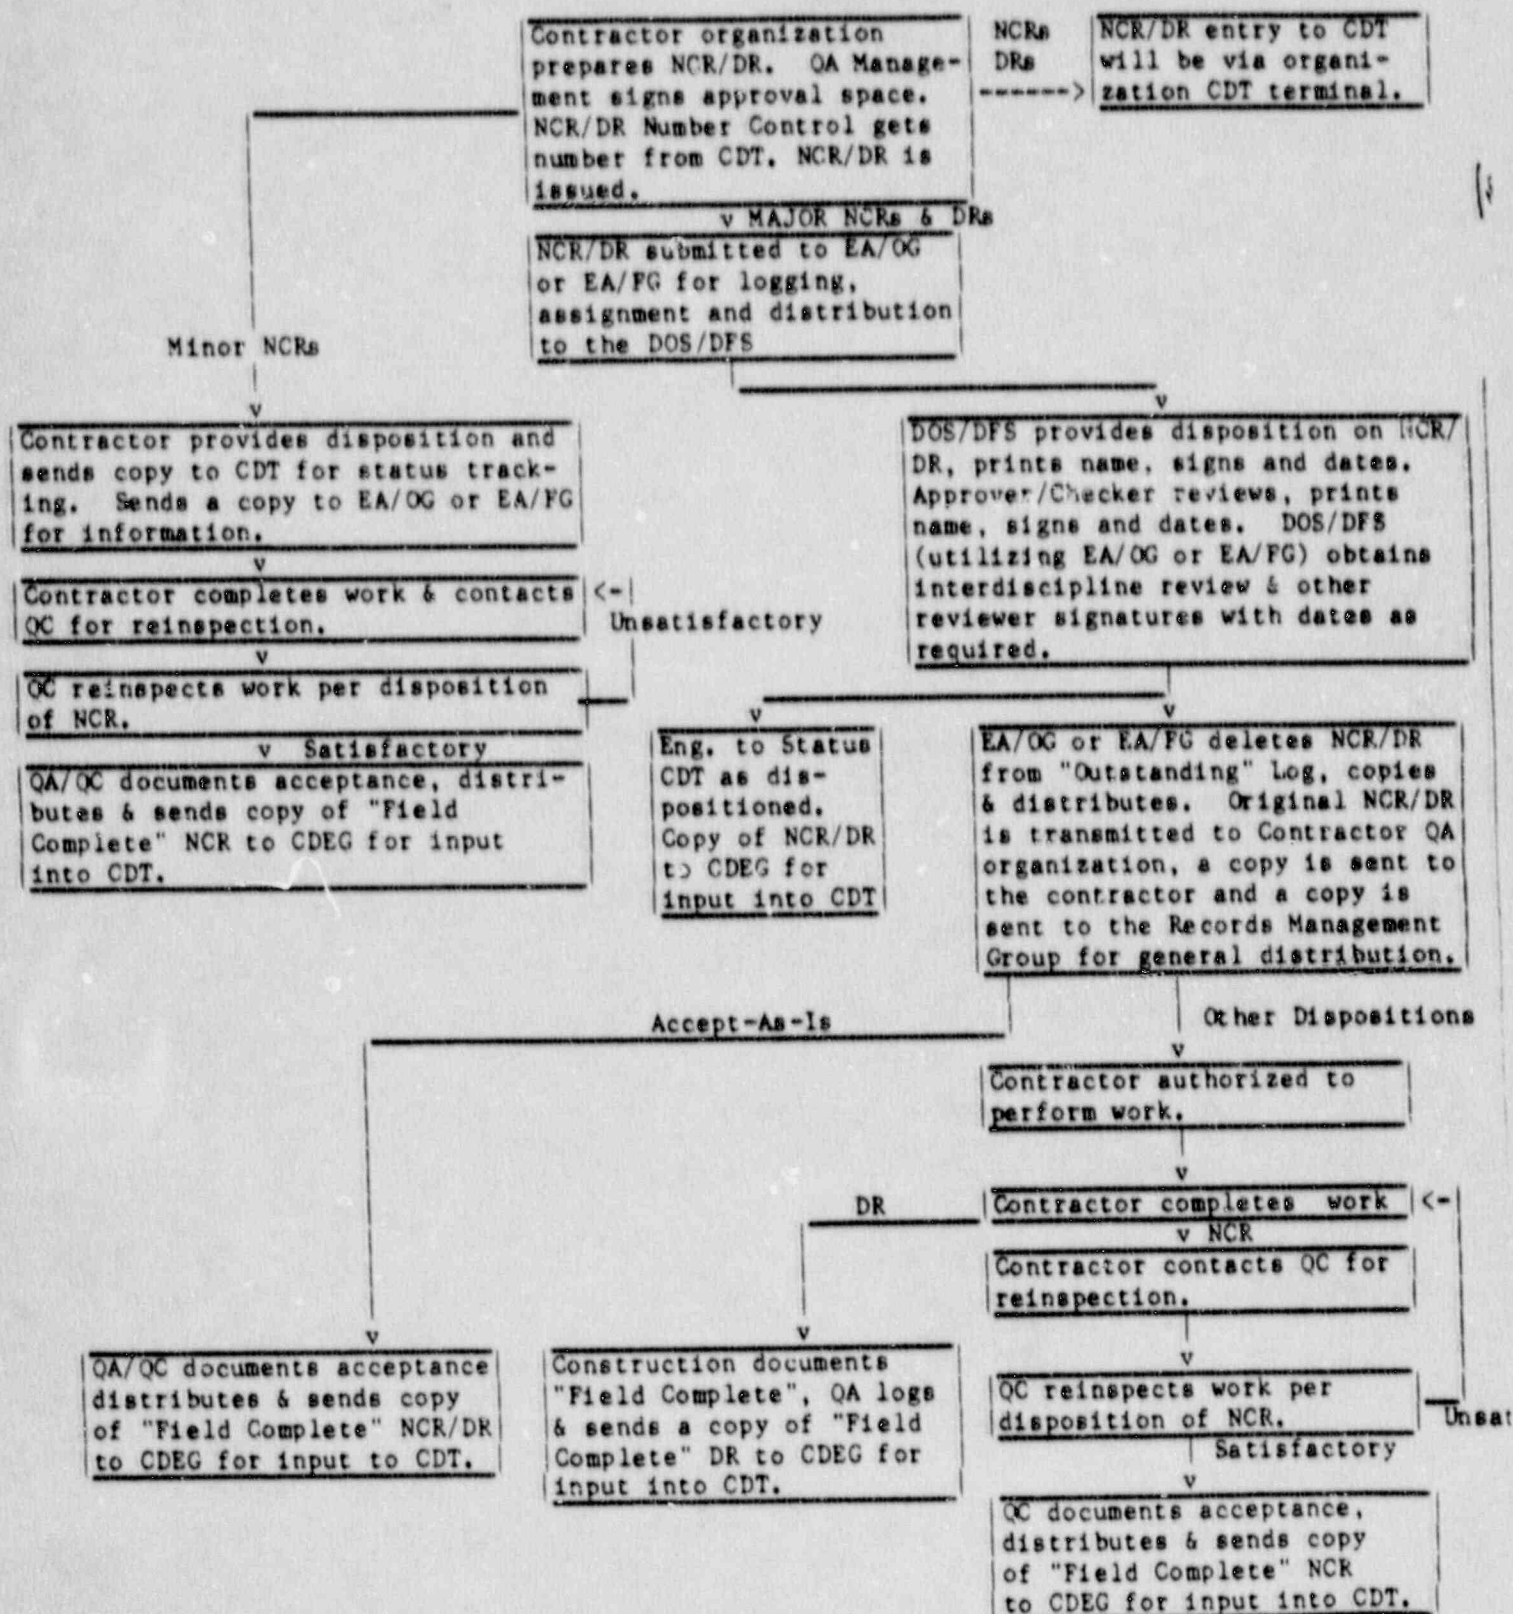 Contractor organization
prepares NCR/DR. QA Manage-
ment signs approval space.
NCR/DR Number Control gets
number from CDT. NCR/DR is
issued.
NCRs
DRs
------>
NCR/DR entry to CDT
will be via organi-
zation CDT terminal.
v MAJOR NCRs & DRs
NCR/DR submitted to EA/OG
or EA/FG for logging,
assignment and distribution
to the DOS/DFS
Minor NCRs
v
Contractor provides disposition and
sends copy to CDT for status track-
ing. Sends a copy to EA/OG or EA/FG
for information.
v
Contractor completes work & contacts
QC for reinspection.
<-
Unsatisfactory
v
QC reinspects work per disposition
of NCR.
v Satisfactory
QA/QC documents acceptance, distri-
butes & sends copy of "Field
Complete" NCR to CDEG for input
into CDT.
v
DOS/DFS provides disposition on NCR/
DR, prints name, signs and dates.
Approver/Checker reviews, prints
name, signs and dates. DOS/DFS
(utilizing EA/OG or EA/FG) obtains
interdiscipline review & other
reviewer signatures with dates as
required.
v
Eng. to Status
CDT as dis-
positioned.
Copy of NCR/DR
to CDEG for
input into CDT
v
EA/OG or EA/FG deletes NCR/DR
from "Outstanding" Log, copies
& distributes. Original NCR/DR
is transmitted to Contractor QA
organization, a copy is sent to
the contractor and a copy is
sent to the Records Management
Group for general distribution.
Accept-As-Is
Other Dispositions
v
Contractor authorized to
perform work.
v
Contractor completes work
<-
DR
v NCR
Contractor contacts QC for
reinspection.
v
QC reinspects work per
disposition of NCR.
Unsat
Satisfactory
v
QC documents acceptance,
distributes & sends copy
of "Field Complete" NCR
to CDEG for input into CDT.
v
QA/QC documents acceptance
distributes & sends copy
of "Field Complete" NCR/DR
to CDEG for input to CDT.
v
Construction documents
"Field Complete", QA logs
& sends a copy of "Field
Complete" DR to CDEG for
input into CDT.